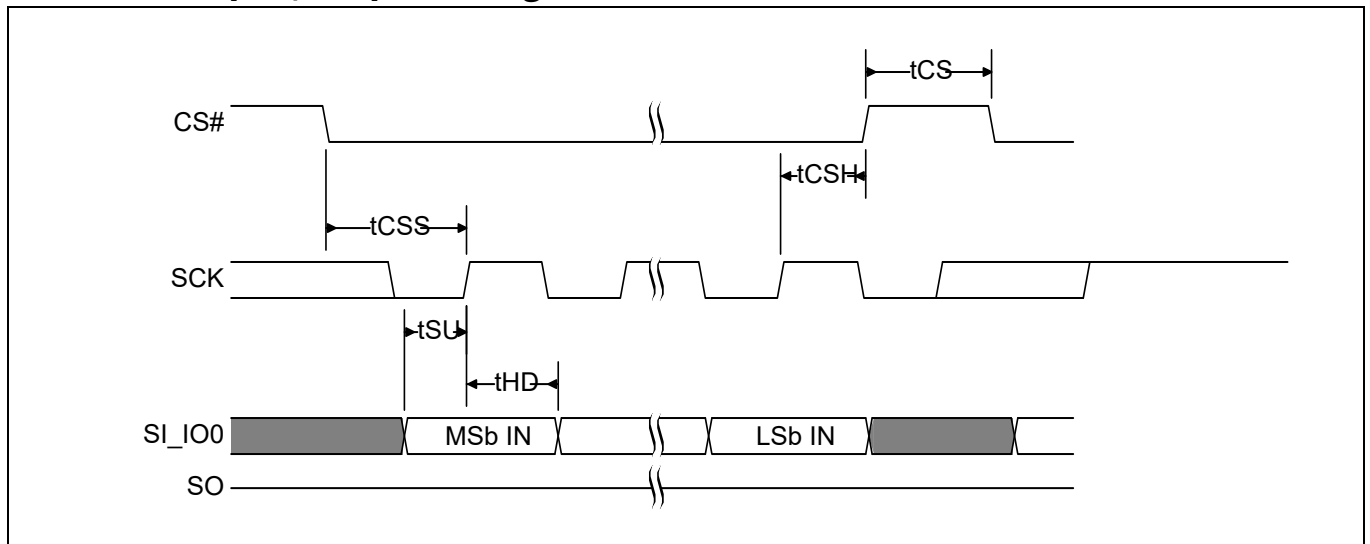 tCS
CS#
tCSH
tCSS
SCK
tSU
tHD
SI_IO0
MSb IN
LSb IN
SO